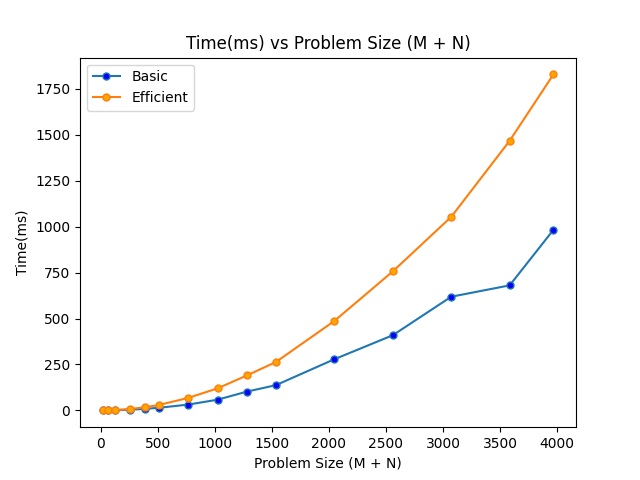 Time(ms) vs Problem Size (M + N)
Basic
Efficient
1750
1500
1250
1000
750
500
250
0
Time(ms)
0 500 1000 1500 2000 2500 3000 3500 4000
Problem Size (M + N)